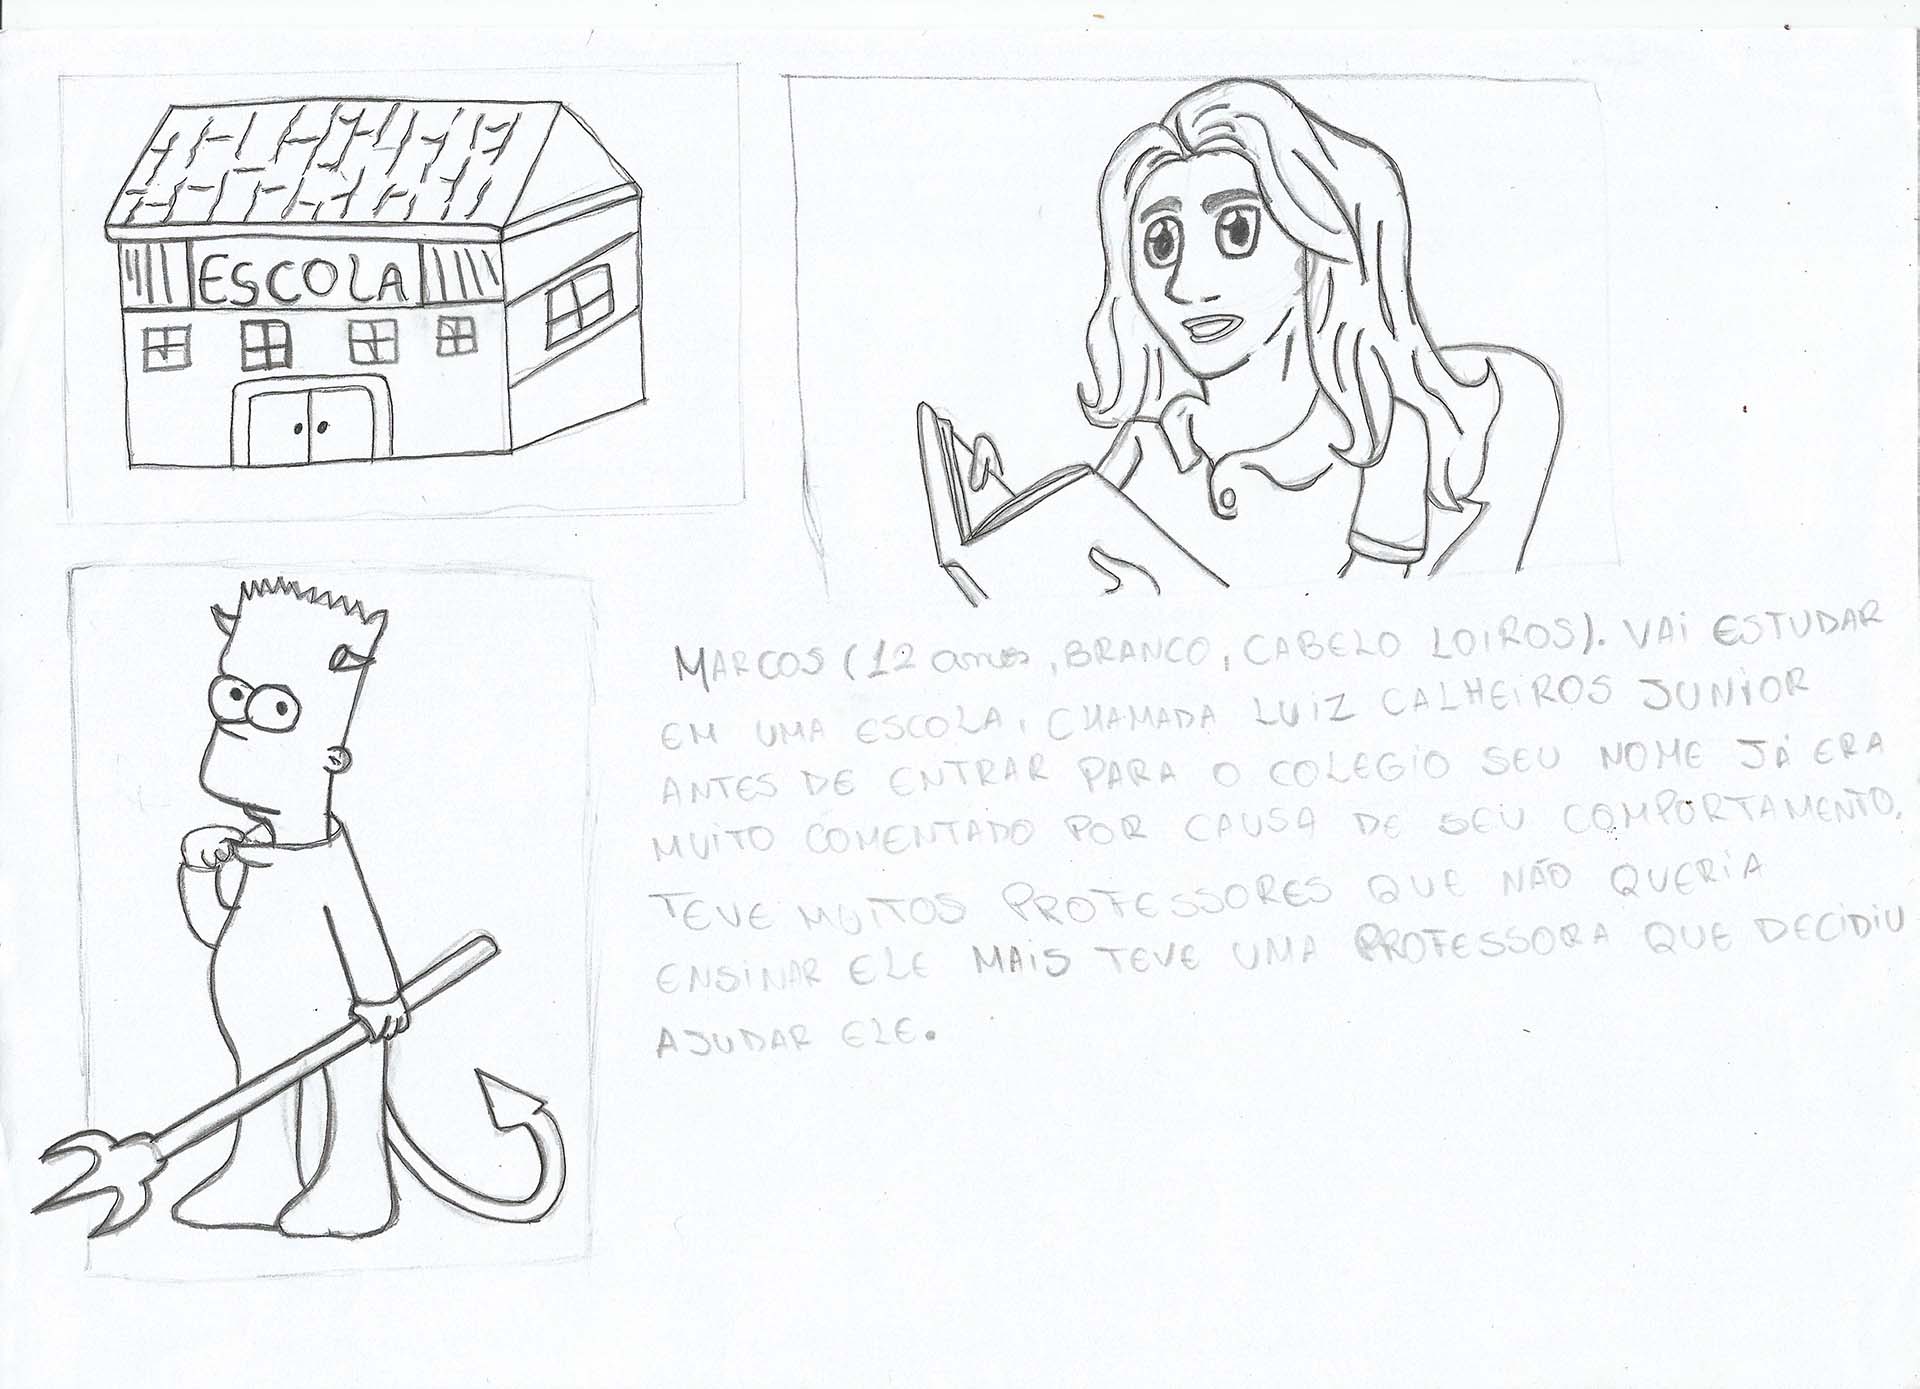 ESCOLA
MARCOS (12 anos, BRANCO, CABELO LOIROS). VAI ESTUDAR
EM UMA ESCOLA, CHAMADA LUIZ CALHEIROS JUNIOR
ANTES DE ENTRAR PARA O COLEGIO SEU NOME JÁ ERA
MUITO COMENTADO POR CAUSA DE SEU COMPORTAMENTO.
TEVE MUITOS PROFESSORES QUE NÃO QUERIA
ENSINAR ELE MAIS TEVE UMA PROFESSORA QUE DECIDIU
AJUDAR ELE.